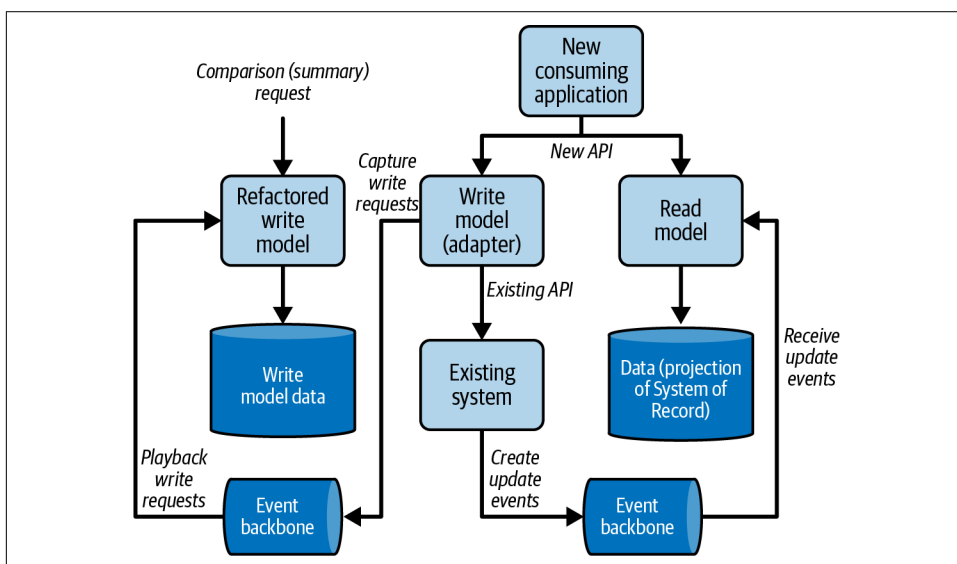 New
consuming
application
Comparison (summary)
request
New API
Capture
write
requests
Refactored
write
model
Write
model
(adapter)
Read
model
Existing API
Write
model data
Existing
system
Data (projection
of System of
Record)
Receive
update
events
Playback
write
requests
Event
backbone
Create
update
events
Event
backbone